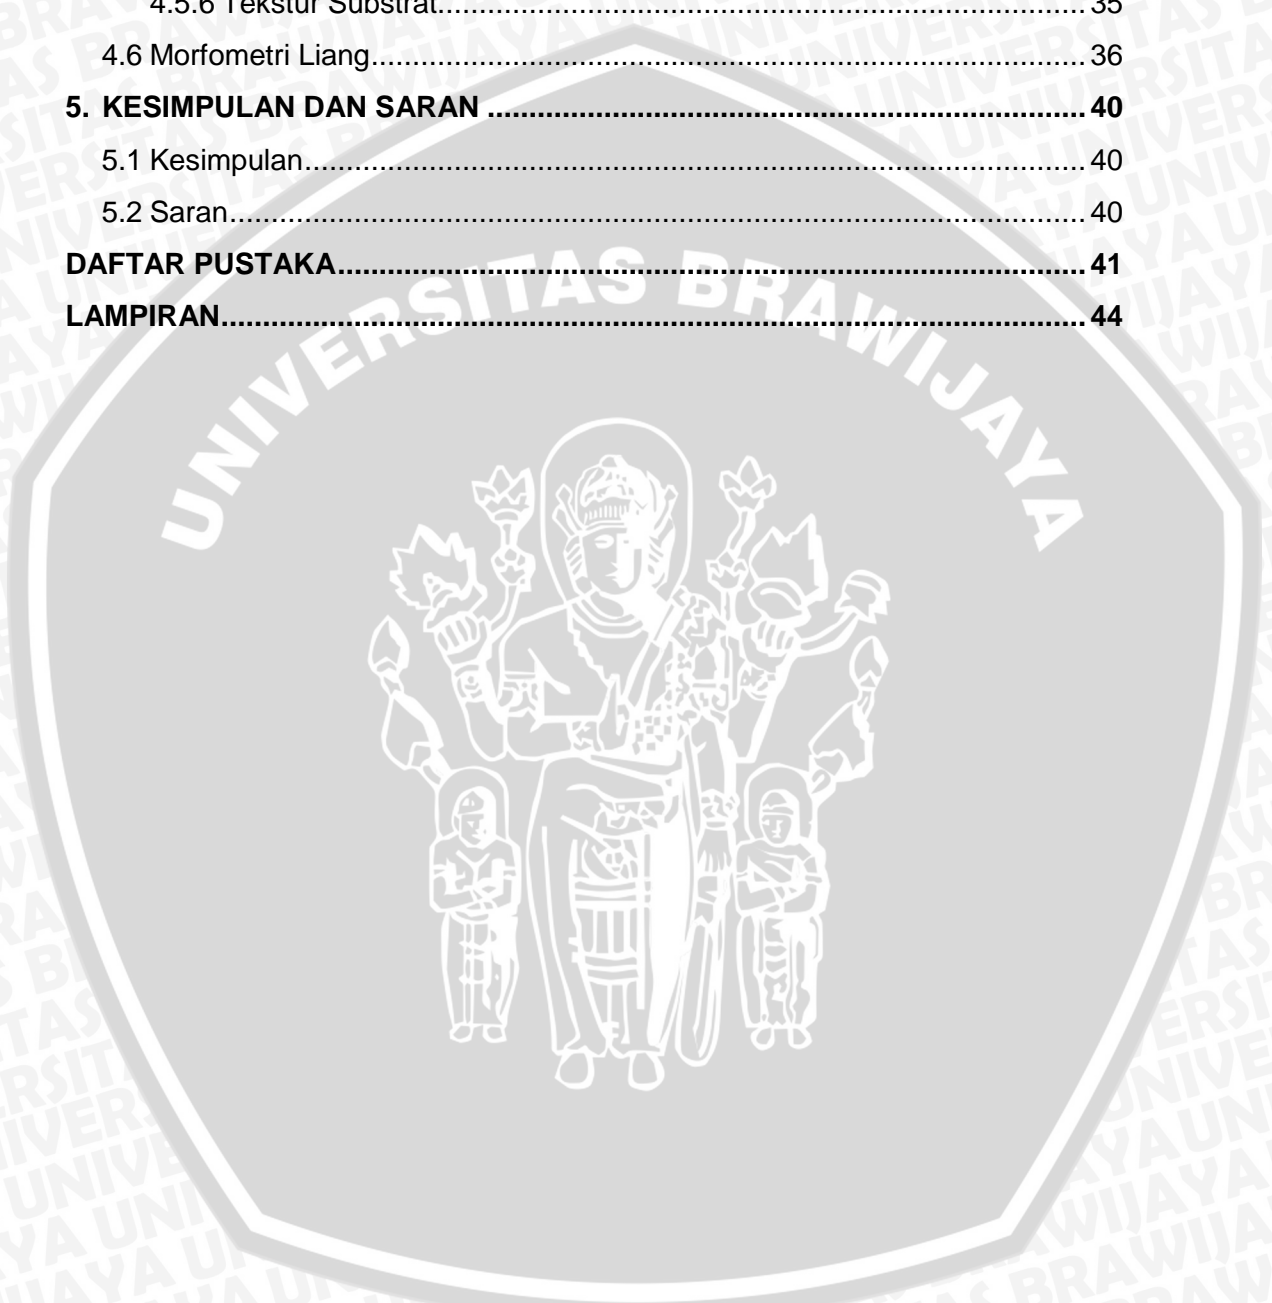 4.5.6 Tekstur Substrat.......................................................................... 35
4.6 Morfometri Liang................................................................................ 36
5. KESIMPULAN DAN SARAN ................................................................ 40
5.1 Kesimpulan........................................................................................ 40
5.2 Saran................................................................................................. 40
DAFTAR PUSTAKA................................................................................ 41
LAMPIRAN............................................................................................ 44
UNIVERSITAS BRAWIJAYA